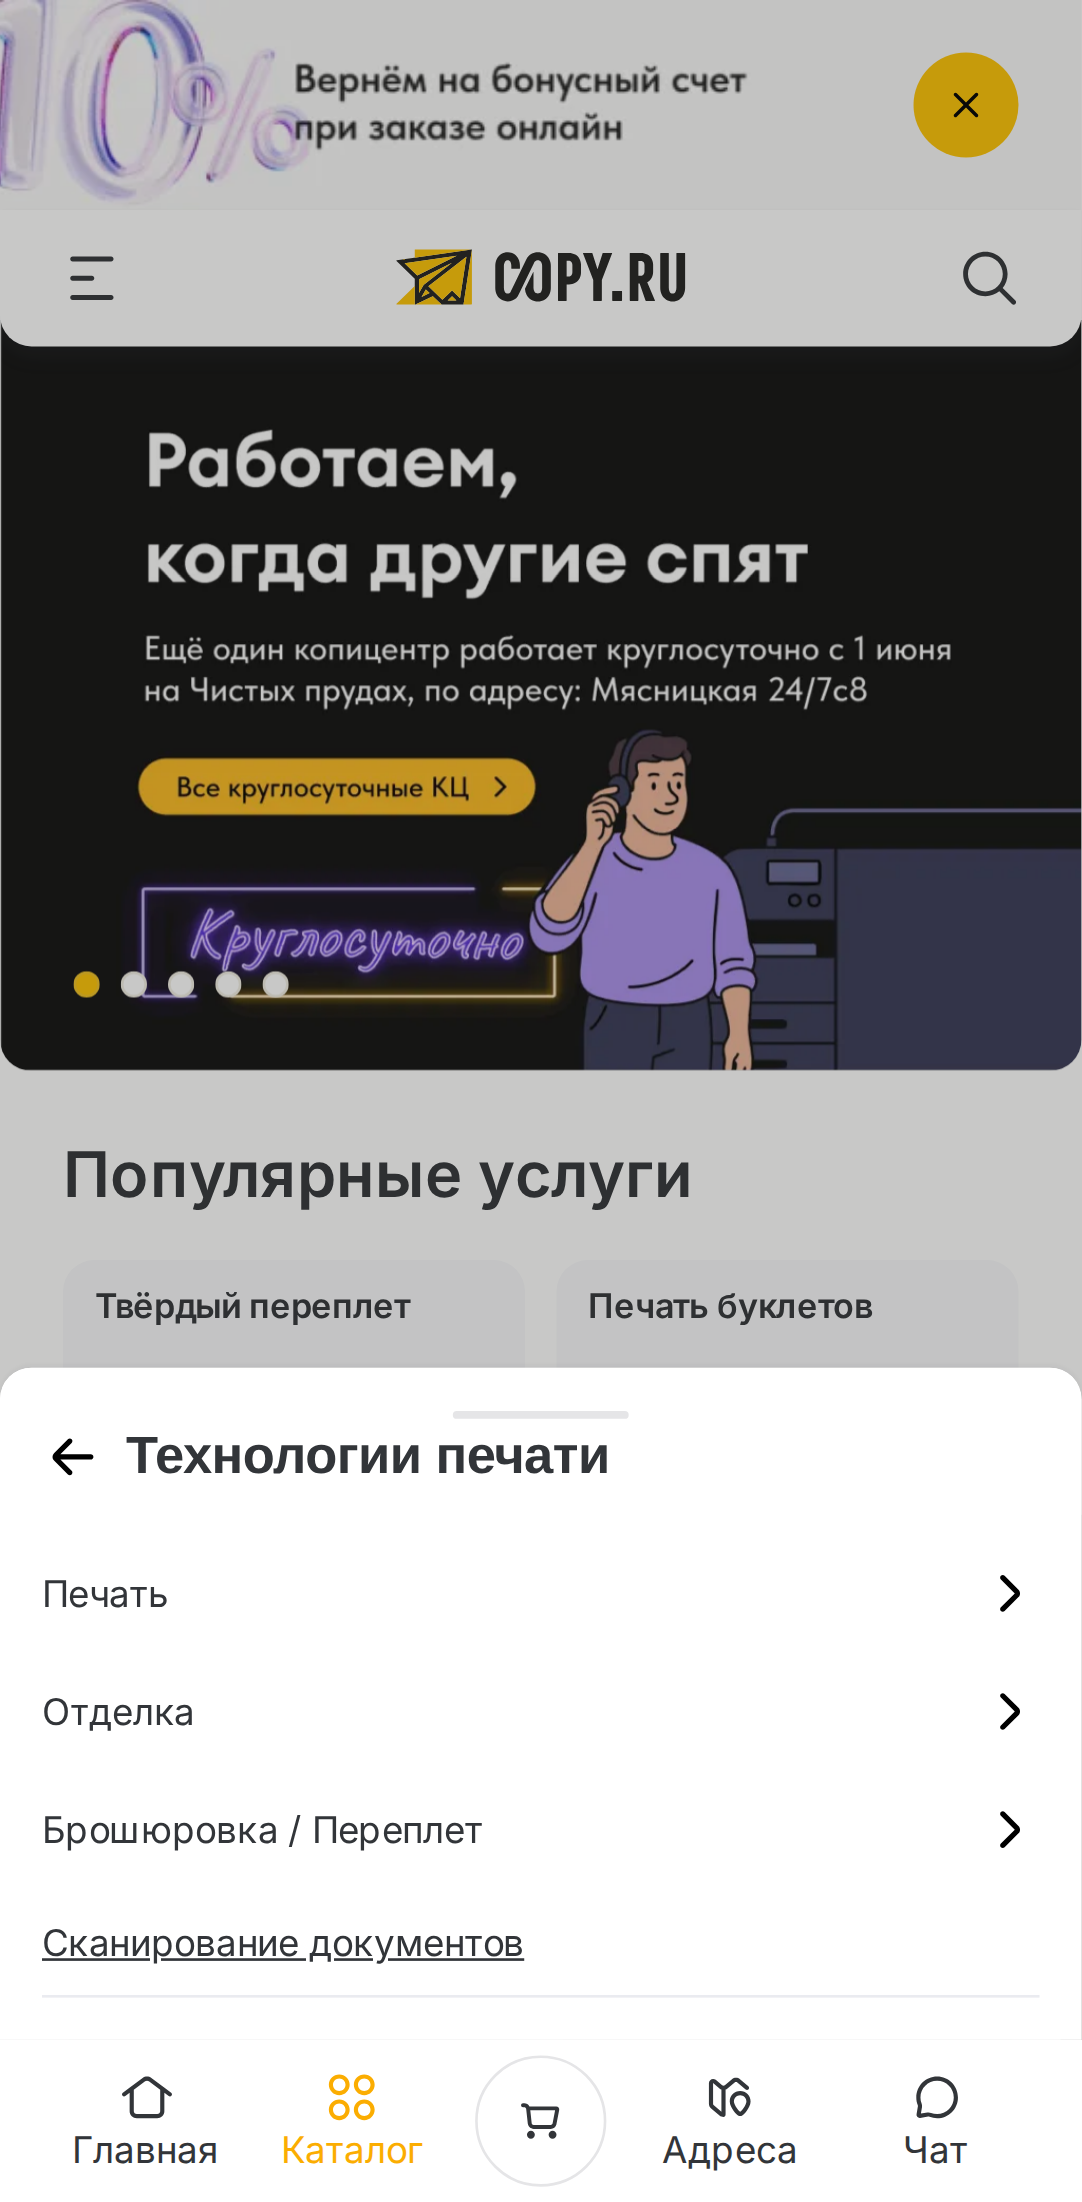 10%
Вернём на бонусный счет
при заказе онлайн
COPY.RU
Работаем,
когда другие спят
Ещё один копицентр работает круглосуточно с 1 июня
на Чистых прудах, по адресу: Мясницкая 24/7с8
Все круглосуточные КЦ
Круглосуточно
Популярные услуги
Твёрдый переплет
Печать буклетов
Технологии печати
Печать
Отделка
Брошюровка / Переплет
Сканирование документов
Главная
Каталог
Адреса
Чат